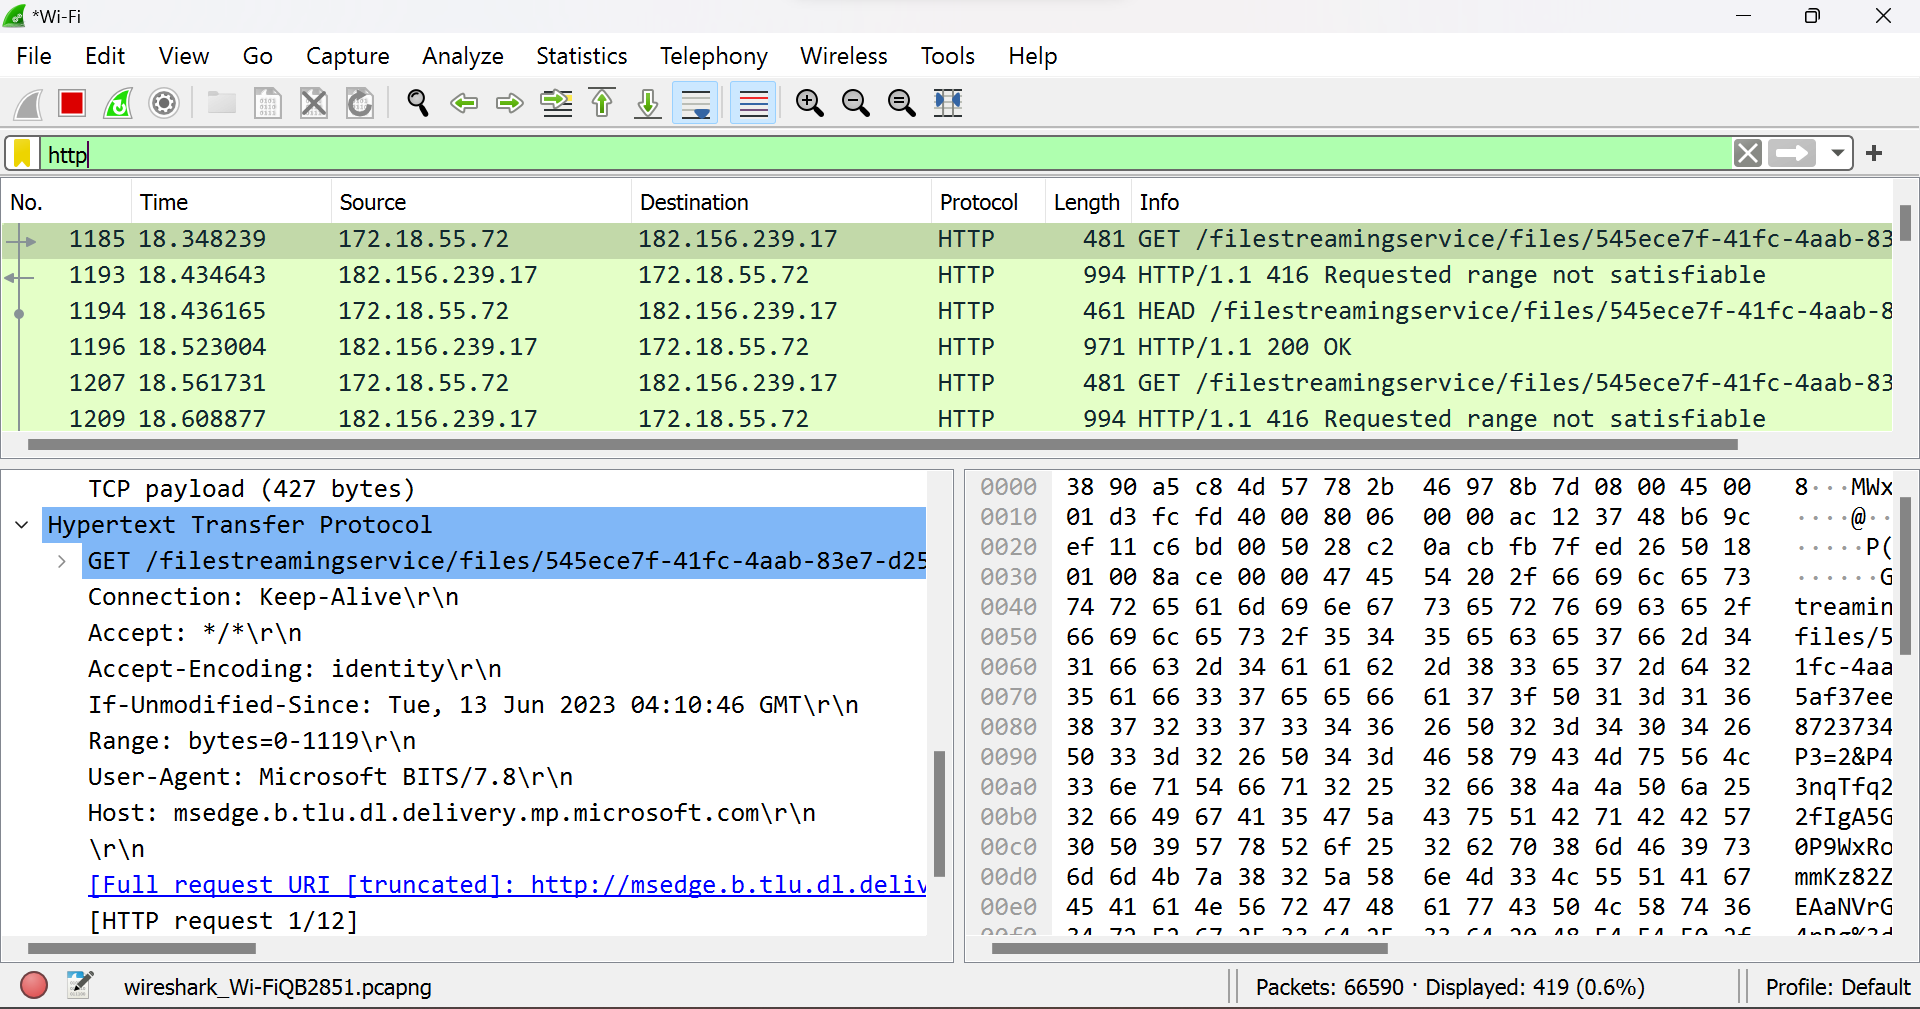 *Wi-Fi
File Edit View Go Capture Analyze Statistics Telephony Wireless Tools Help
http
No. Time Source Destination Protocol Length Info
1185 18.348239 172.18.55.72 182.156.239.17 HTTP 481 GET /filestreamingservice/files/545ece7f-41fc-4aab-83
1193 18.434643 182.156.239.17 172.18.55.72 HTTP 994 HTTP/1.1 416 Requested range not satisfiable
1194 18.436165 172.18.55.72 182.156.239.17 HTTP 461 HEAD /filestreamingservice/files/545ece7f-41fc-4aab-8
1196 18.523004 182.156.239.17 172.18.55.72 HTTP 971 HTTP/1.1 200 OK
1207 18.561731 172.18.55.72 182.156.239.17 HTTP 481 GET /filestreamingservice/files/545ece7f-41fc-4aab-83
1209 18.608877 182.156.239.17 172.18.55.72 HTTP 994 HTTP/1.1 416 Requested range not satisfiable
TCP payload (427 bytes)
Hypertext Transfer Protocol
GET /filestreamingservice/files/545ece7f-41fc-4aab-83e7-d25
Connection: Keep-Alive\r\n
Accept: */*\r\n
Accept-Encoding: identity\r\n
If-Unmodified-Since: Tue, 13 Jun 2023 04:10:46 GMT\r\n
Range: bytes=0-1119\r\n
User-Agent: Microsoft BITS/7.8\r\n
Host: msedge.b.tlu.dl.delivery.mp.microsoft.com\r\n
\r\n
[Full request URI [truncated]: http://msedge.b.tlu.dl.deliv
[HTTP request 1/12]
0000 38 90 a5 c8 4d 57 78 2b 46 97 8b 7d 08 00 45 00 8···MWx
0010 01 d3 fc fd 40 00 80 06 00 00 ac 12 37 48 b6 9c ····@··
0020 ef 11 c6 bd 00 50 28 c2 0a cb fb 7f ed 26 50 18 ·····P(
0030 01 00 8a ce 00 00 47 45 54 20 2f 66 69 6c 65 73 ······G
0040 74 72 65 61 6d 69 6e 67 73 65 72 76 69 63 65 2f treamin
0050 66 69 6c 65 73 2f 35 34 35 65 63 65 37 66 2d 34 files/5
0060 31 66 63 2d 34 61 61 62 2d 38 33 65 37 2d 64 32 1fc-4aa
0070 35 61 66 33 37 65 65 66 61 37 3f 50 31 3d 31 36 5af37ee
0080 38 37 32 33 37 33 34 36 26 50 32 3d 34 30 34 26 8723734
0090 50 33 3d 32 26 50 34 3d 46 58 79 43 4d 75 56 4c P3=2&P4
00a0 33 6e 71 54 66 71 32 25 32 66 38 4a 4a 50 6a 25 3nqTfq2
00b0 32 66 49 67 41 35 47 5a 43 75 51 42 71 42 42 57 2fIgA5G
00c0 30 50 39 57 78 52 6f 25 32 62 70 38 6d 46 39 73 0P9WxRo
00d0 6d 6d 4b 7a 38 32 5a 58 6e 4d 33 4c 55 51 41 67 mmKz82Z
00e0 45 41 61 4e 56 72 47 48 61 77 43 50 4c 58 74 36 EAaNVrG
wireshark_Wi-FiQB2851.pcapng
Packets: 66590 · Displayed: 419 (0.6%)
Profile: Default